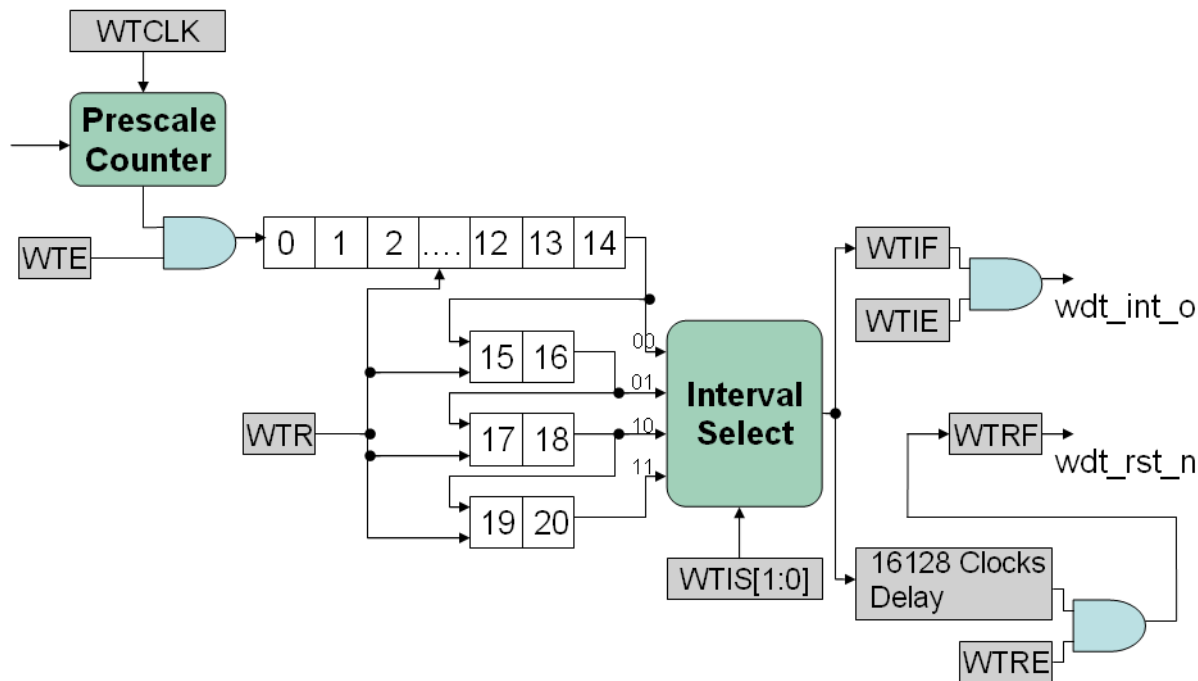 WTCLK
Prescale
Counter
WTE
0 1 2 .... 12 13 14
WTIF
WTIE
wdt_int_o
00
15 16
01
Interval
Select
WTR
17 18
10
WTRF
wdt_rst_n
11
19 20
WTIS[1:0]
16128 Clocks
Delay
WTRE